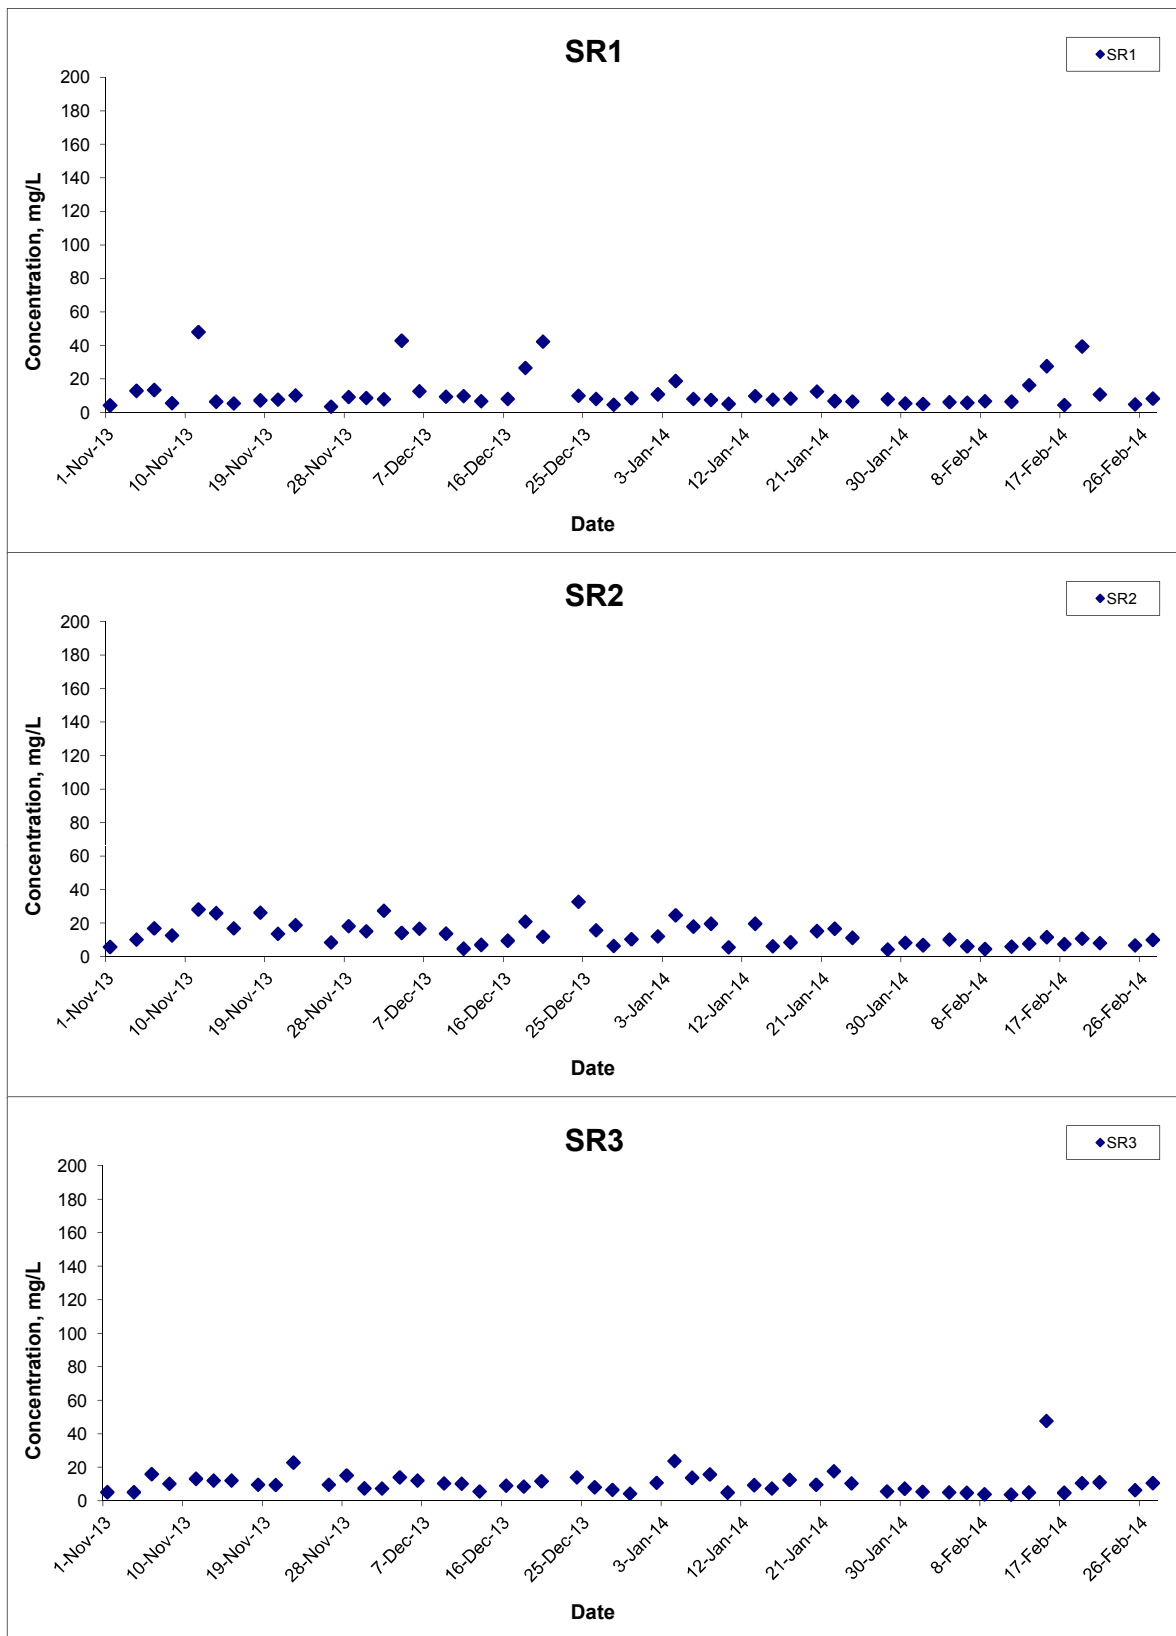 SR1
SR1
200
180
160
140
120
100
80
60
40
20
0
Concentration, mg/L
1-Nov-13
10-Nov-13
19-Nov-13
28-Nov-13
7-Dec-13
16-Dec-13
25-Dec-13
3-Jan-14
12-Jan-14
21-Jan-14
30-Jan-14
8-Feb-14
17-Feb-14
26-Feb-14
Date
SR2
SR2
200
180
160
140
120
100
80
60
40
20
0
Concentration, mg/L
1-Nov-13
10-Nov-13
19-Nov-13
28-Nov-13
7-Dec-13
16-Dec-13
25-Dec-13
3-Jan-14
12-Jan-14
21-Jan-14
30-Jan-14
8-Feb-14
17-Feb-14
26-Feb-14
Date
SR3
SR3
200
180
160
140
120
100
80
60
40
20
0
Concentration, mg/L
1-Nov-13
10-Nov-13
19-Nov-13
28-Nov-13
7-Dec-13
16-Dec-13
25-Dec-13
3-Jan-14
12-Jan-14
21-Jan-14
30-Jan-14
8-Feb-14
17-Feb-14
26-Feb-14
Date